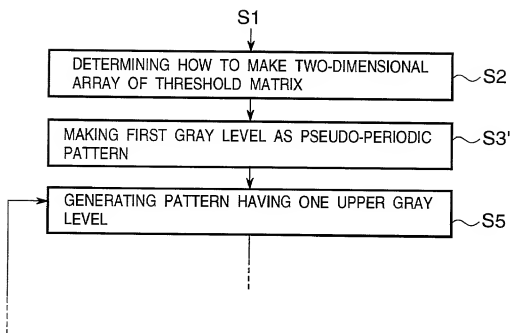 S1
DETERMINING HOW TO MAKE TWO-DIMENSIONAL
ARRAY OF THRESHOLD MATRIX
S2
MAKING FIRST GRAY LEVEL AS PSEUDO-PERIODIC
PATTERN
S3'
GENERATING PATTERN HAVING ONE UPPER GRAY
LEVEL
S5